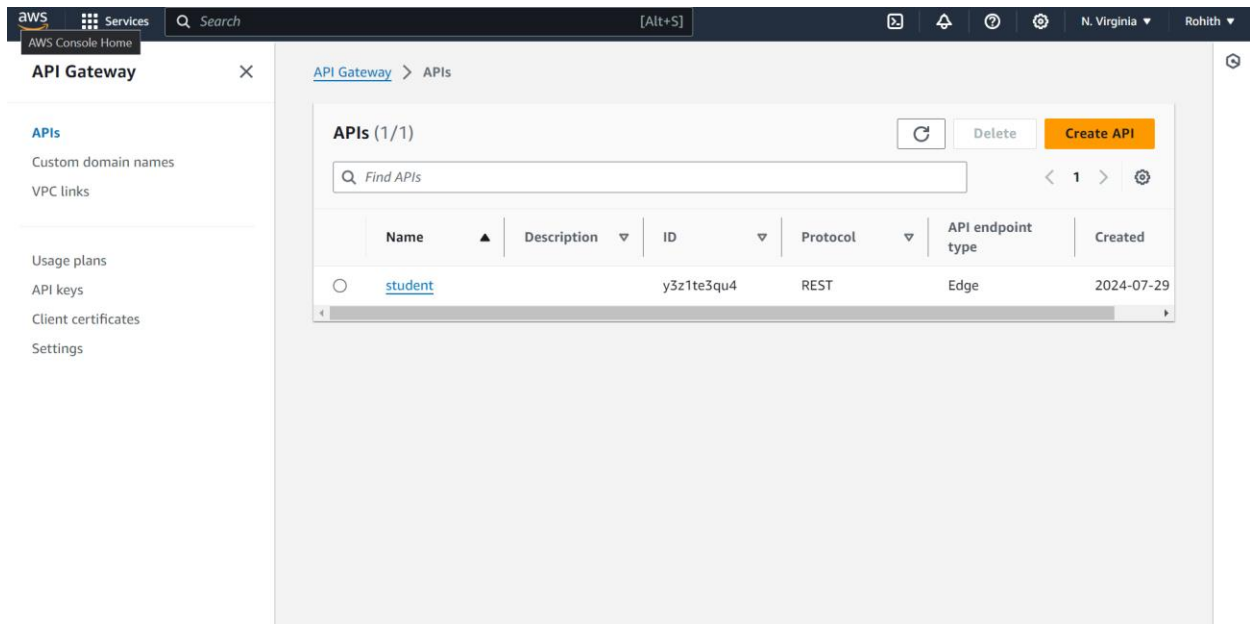 aws Services Search [Alt+S] N. Virginia Rohith
AWS Console Home
API Gateway
APIs
Custom domain names
VPC links
Usage plans
API keys
Client certificates
Settings
API Gateway > APIs
APIs (1/1) Delete Create API
Find APIs 1
Name Description ID Protocol API endpoint type Created
student y3z1te3qu4 REST Edge 2024-07-29